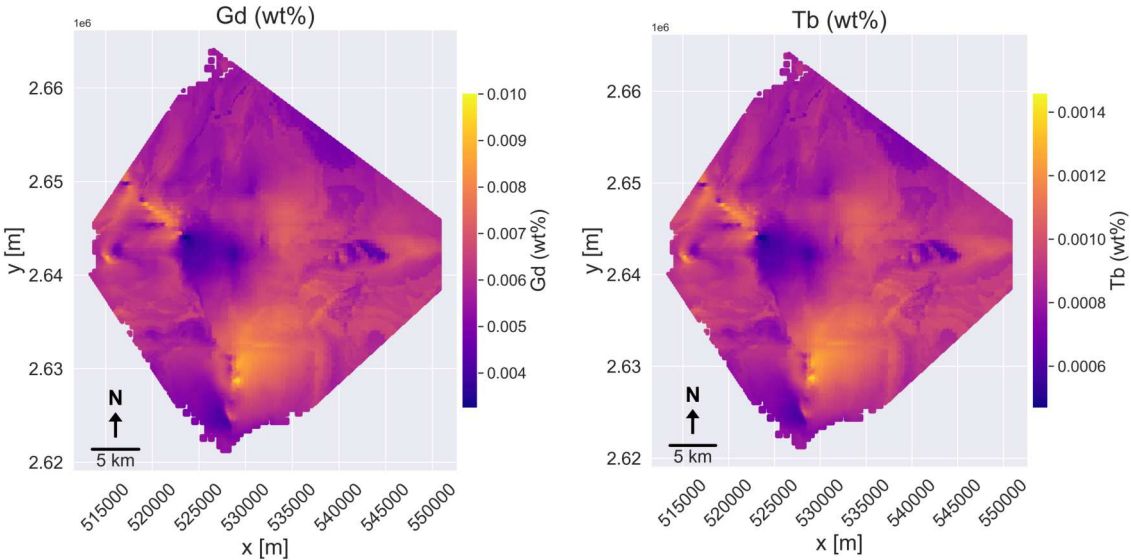 Gd (wt%)
1e6
2.66
2.65
2.64
2.63
2.62
y [m]
N
5 km
515000
520000
525000
530000
535000
540000
545000
550000
x [m]
0.010
0.009
0.008
0.007
0.006
0.005
0.004
Gd (wt%)
Tb (wt%)
1e6
2.66
2.65
2.64
2.63
2.62
y [m]
N
5 km
515000
520000
525000
530000
535000
540000
545000
550000
x [m]
0.0014
0.0012
0.0010
0.0008
0.0006
Tb (wt%)